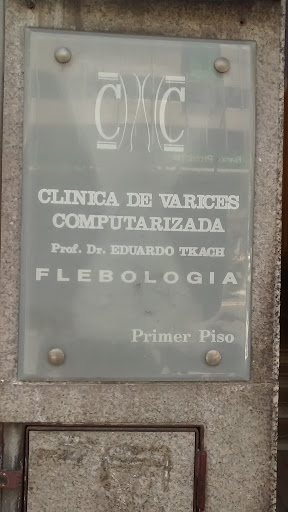 CVC
CLINICA DE VARICES
COMPUTARIZADA
Prof. Dr. EDUARDO TKACH
FLEBOLOGIA
Primer Piso